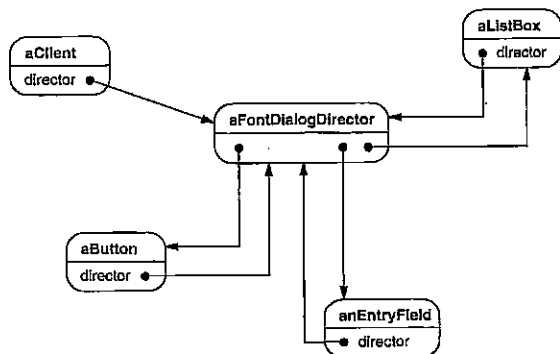 aClient
director
aListBox
director
aFontDialogDirector
aButton
director
anEntryField
director